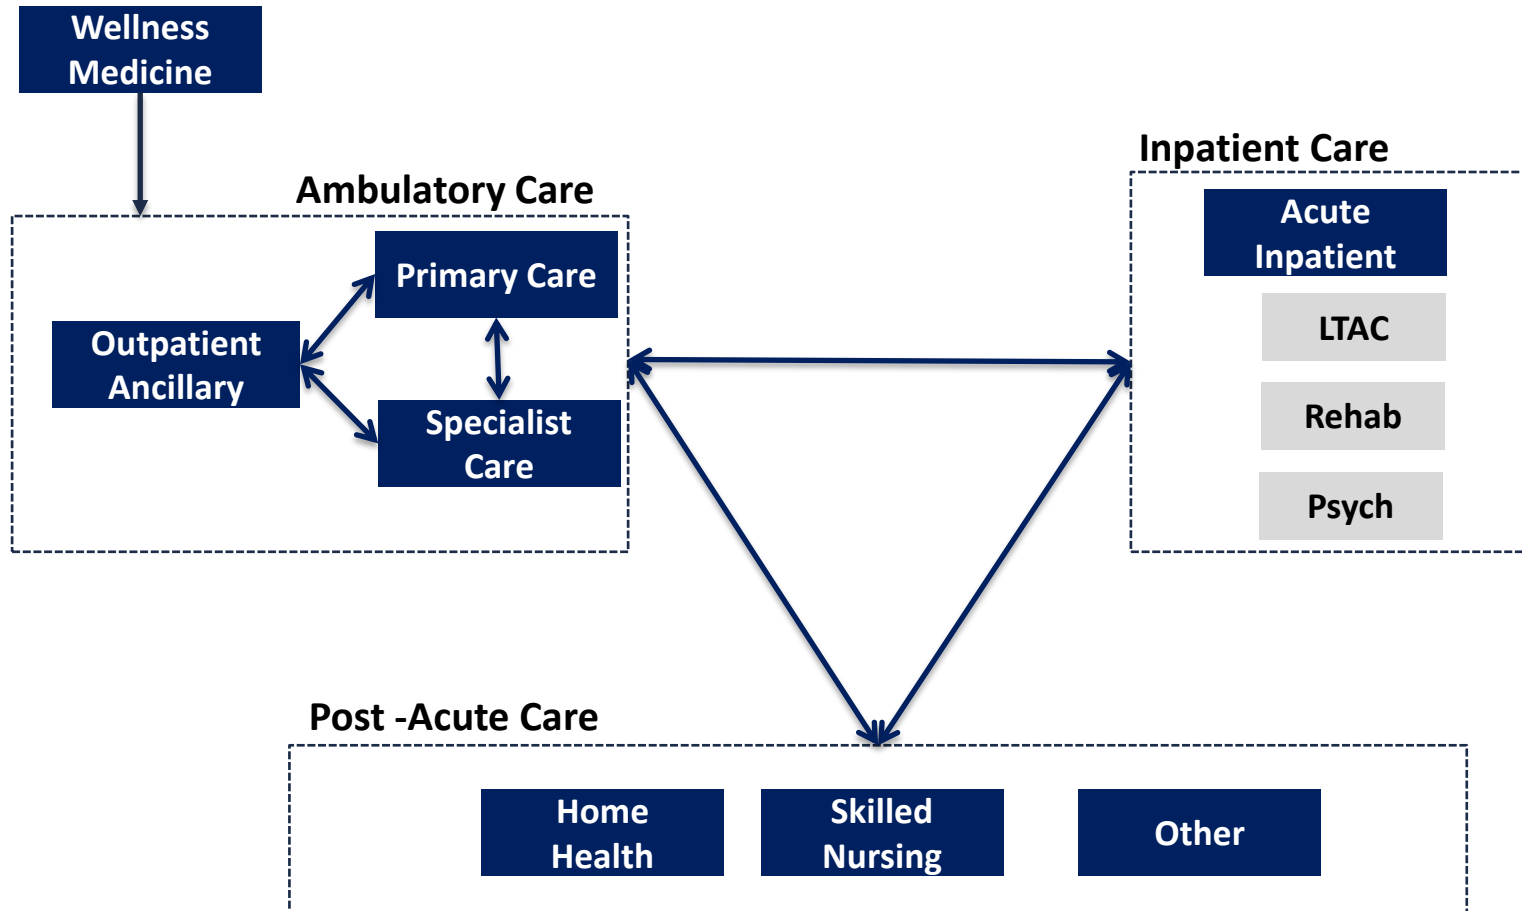 Wellness
Medicine
Inpatient Care
Ambulatory Care
Acute
Inpatient
Primary Care
LTAC
Outpatient
Ancillary
Rehab
Specialist
Care
Psych
Post -Acute Care
Home
Health
Skilled
Nursing
Other